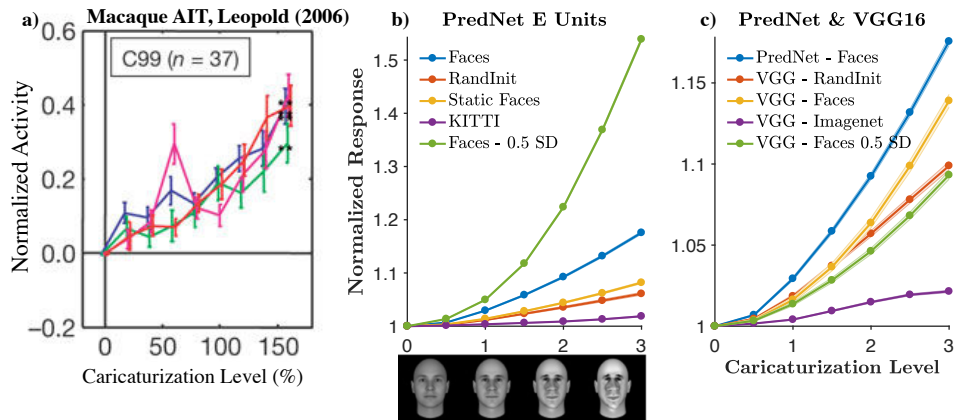 a) Macaque AIT, Leopold (2006)
C99 (n = 37)
Normalized Activity
0.6
0.4
0.2
0.0
−0.2
0 50 100 150
Caricaturization Level (%)
**
**
**
b) PredNet E Units
Faces
RandInit
Static Faces
KITTI
Faces - 0.5 SD
Normalized Response
1.5
1.4
1.3
1.2
1.1
1
0 1 2 3
c) PredNet & VGG16
PredNet - Faces
VGG - RandInit
VGG - Faces
VGG - Imagenet
VGG - Faces 0.5 SD
1.15
1.1
1.05
1
0 1 2 3
Caricaturization Level